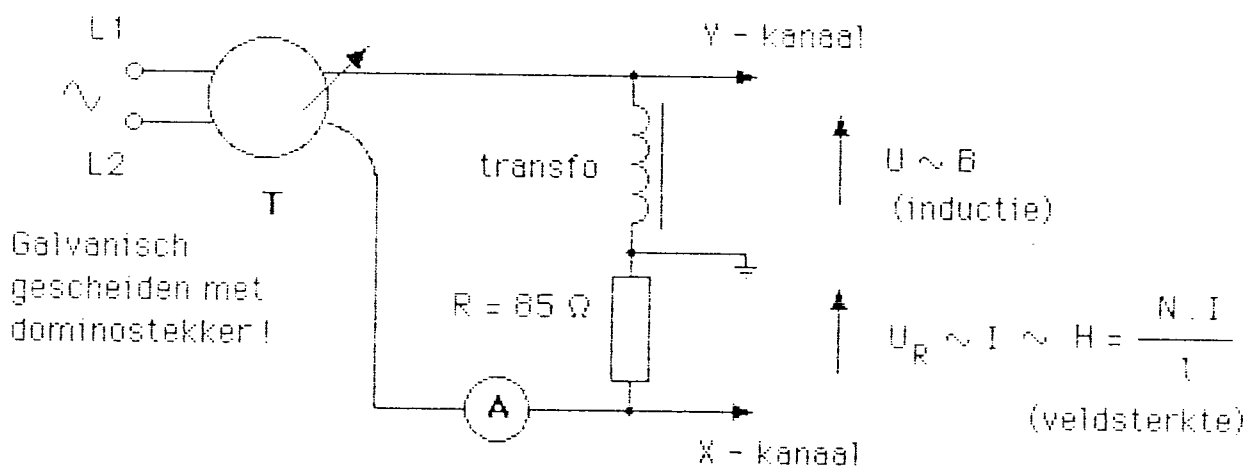 L1
L2
T
Galvanisch
gescheiden met
dominostekker!
Y - kanaal
transfo
R = 85 Ω
A
X - kanaal
U ~ B
(inductie)
U_R ~ I ~ H = N . I / l
(veldsterkte)